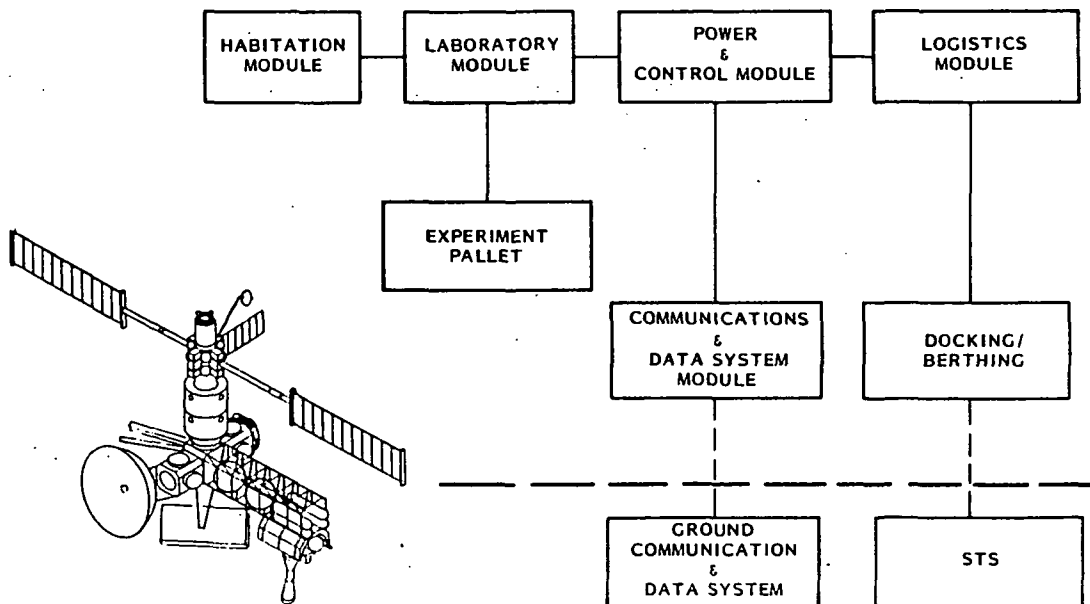 HABITATION
MODULE
LABORATORY
MODULE
POWER
&
CONTROL MODULE
LOGISTICS
MODULE
EXPERIMENT
PALLET
COMMUNICATIONS
&
DATA SYSTEM
MODULE
DOCKING/
BERTHING
GROUND
COMMUNICATION
&
DATA SYSTEM
STS